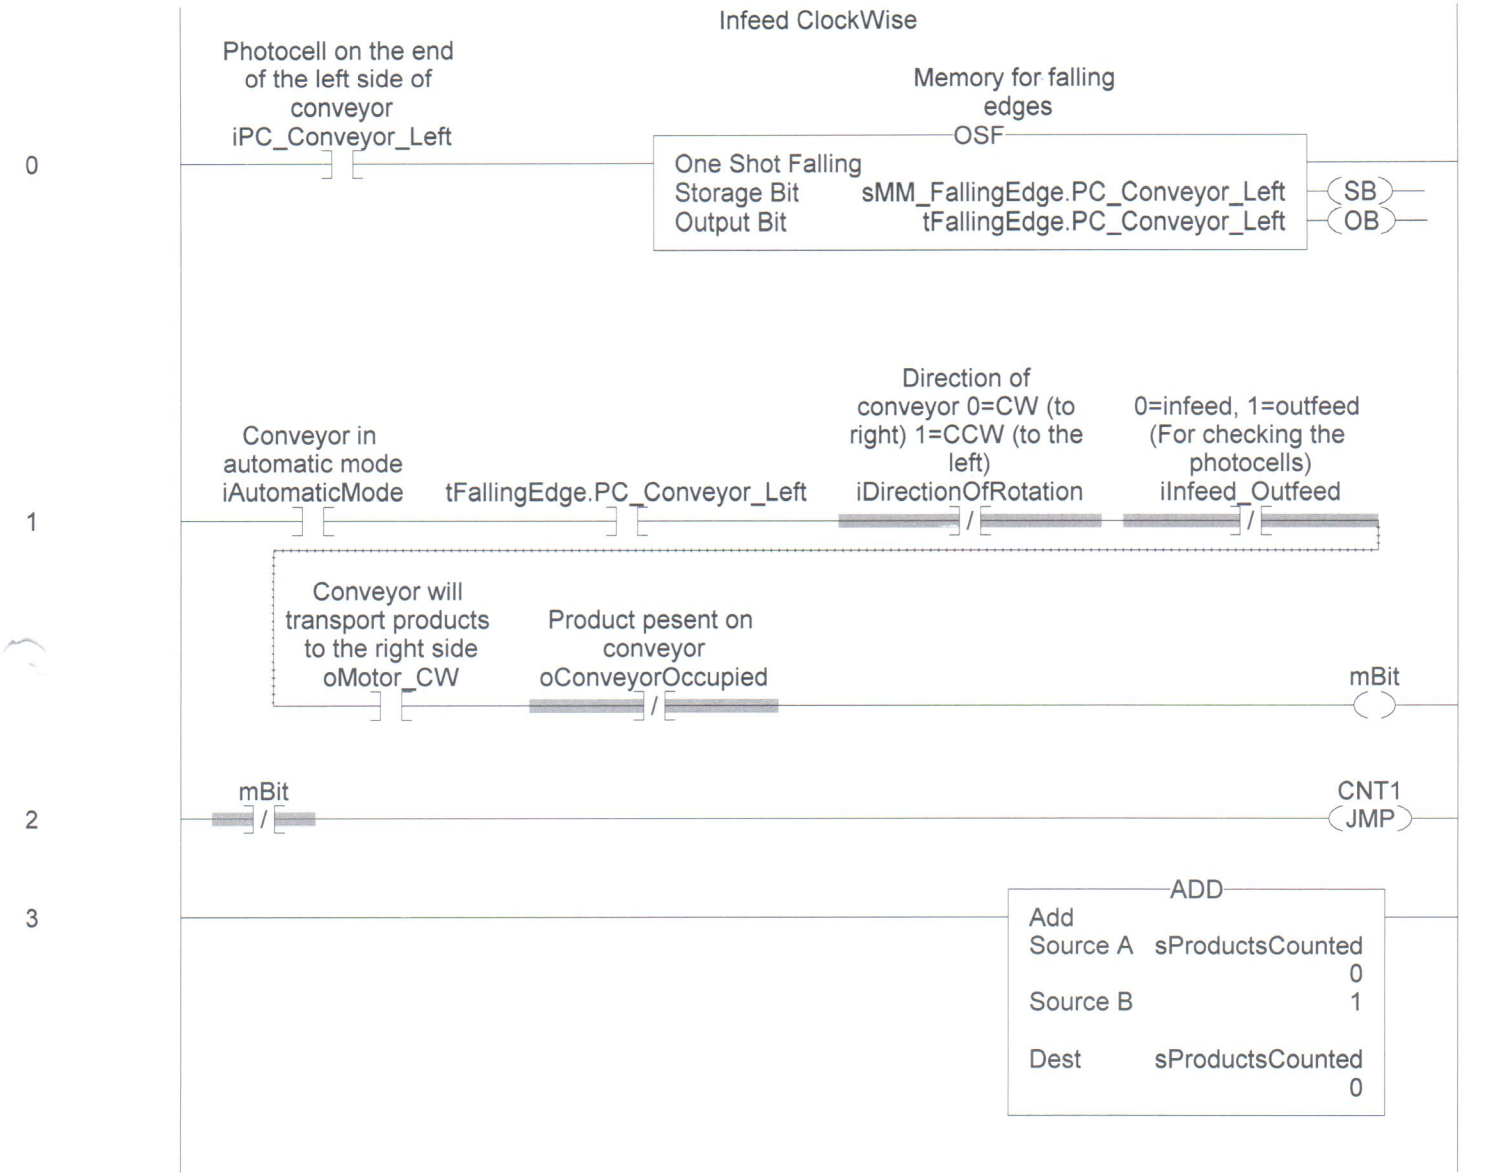 Infeed ClockWise
Photocell on the end
of the left side of
conveyor
iPC_Conveyor_Left
Memory for falling
edges
OSF
0
One Shot Falling
Storage Bit sMM_FallingEdge.PC_Conveyor_Left
Output Bit tFallingEdge.PC_Conveyor_Left
SB
OB
Conveyor in
automatic mode
iAutomaticMode
tFallingEdge.PC_Conveyor_Left
Direction of
conveyor 0=CW (to
right) 1=CCW (to the
left)
iDirectionOfRotation
0=infeed, 1=outfeed
(For checking the
photocells)
iInfeed_Outfeed
1
/
/
Conveyor will
transport products
to the right side
oMotor_CW
Product pesent on
conveyor
oConveyorOccupied
/
mBit
mBit
2
/
CNT1
JMP
3
ADD
Add
Source A sProductsCounted
0
Source B 1
Dest sProductsCounted
0